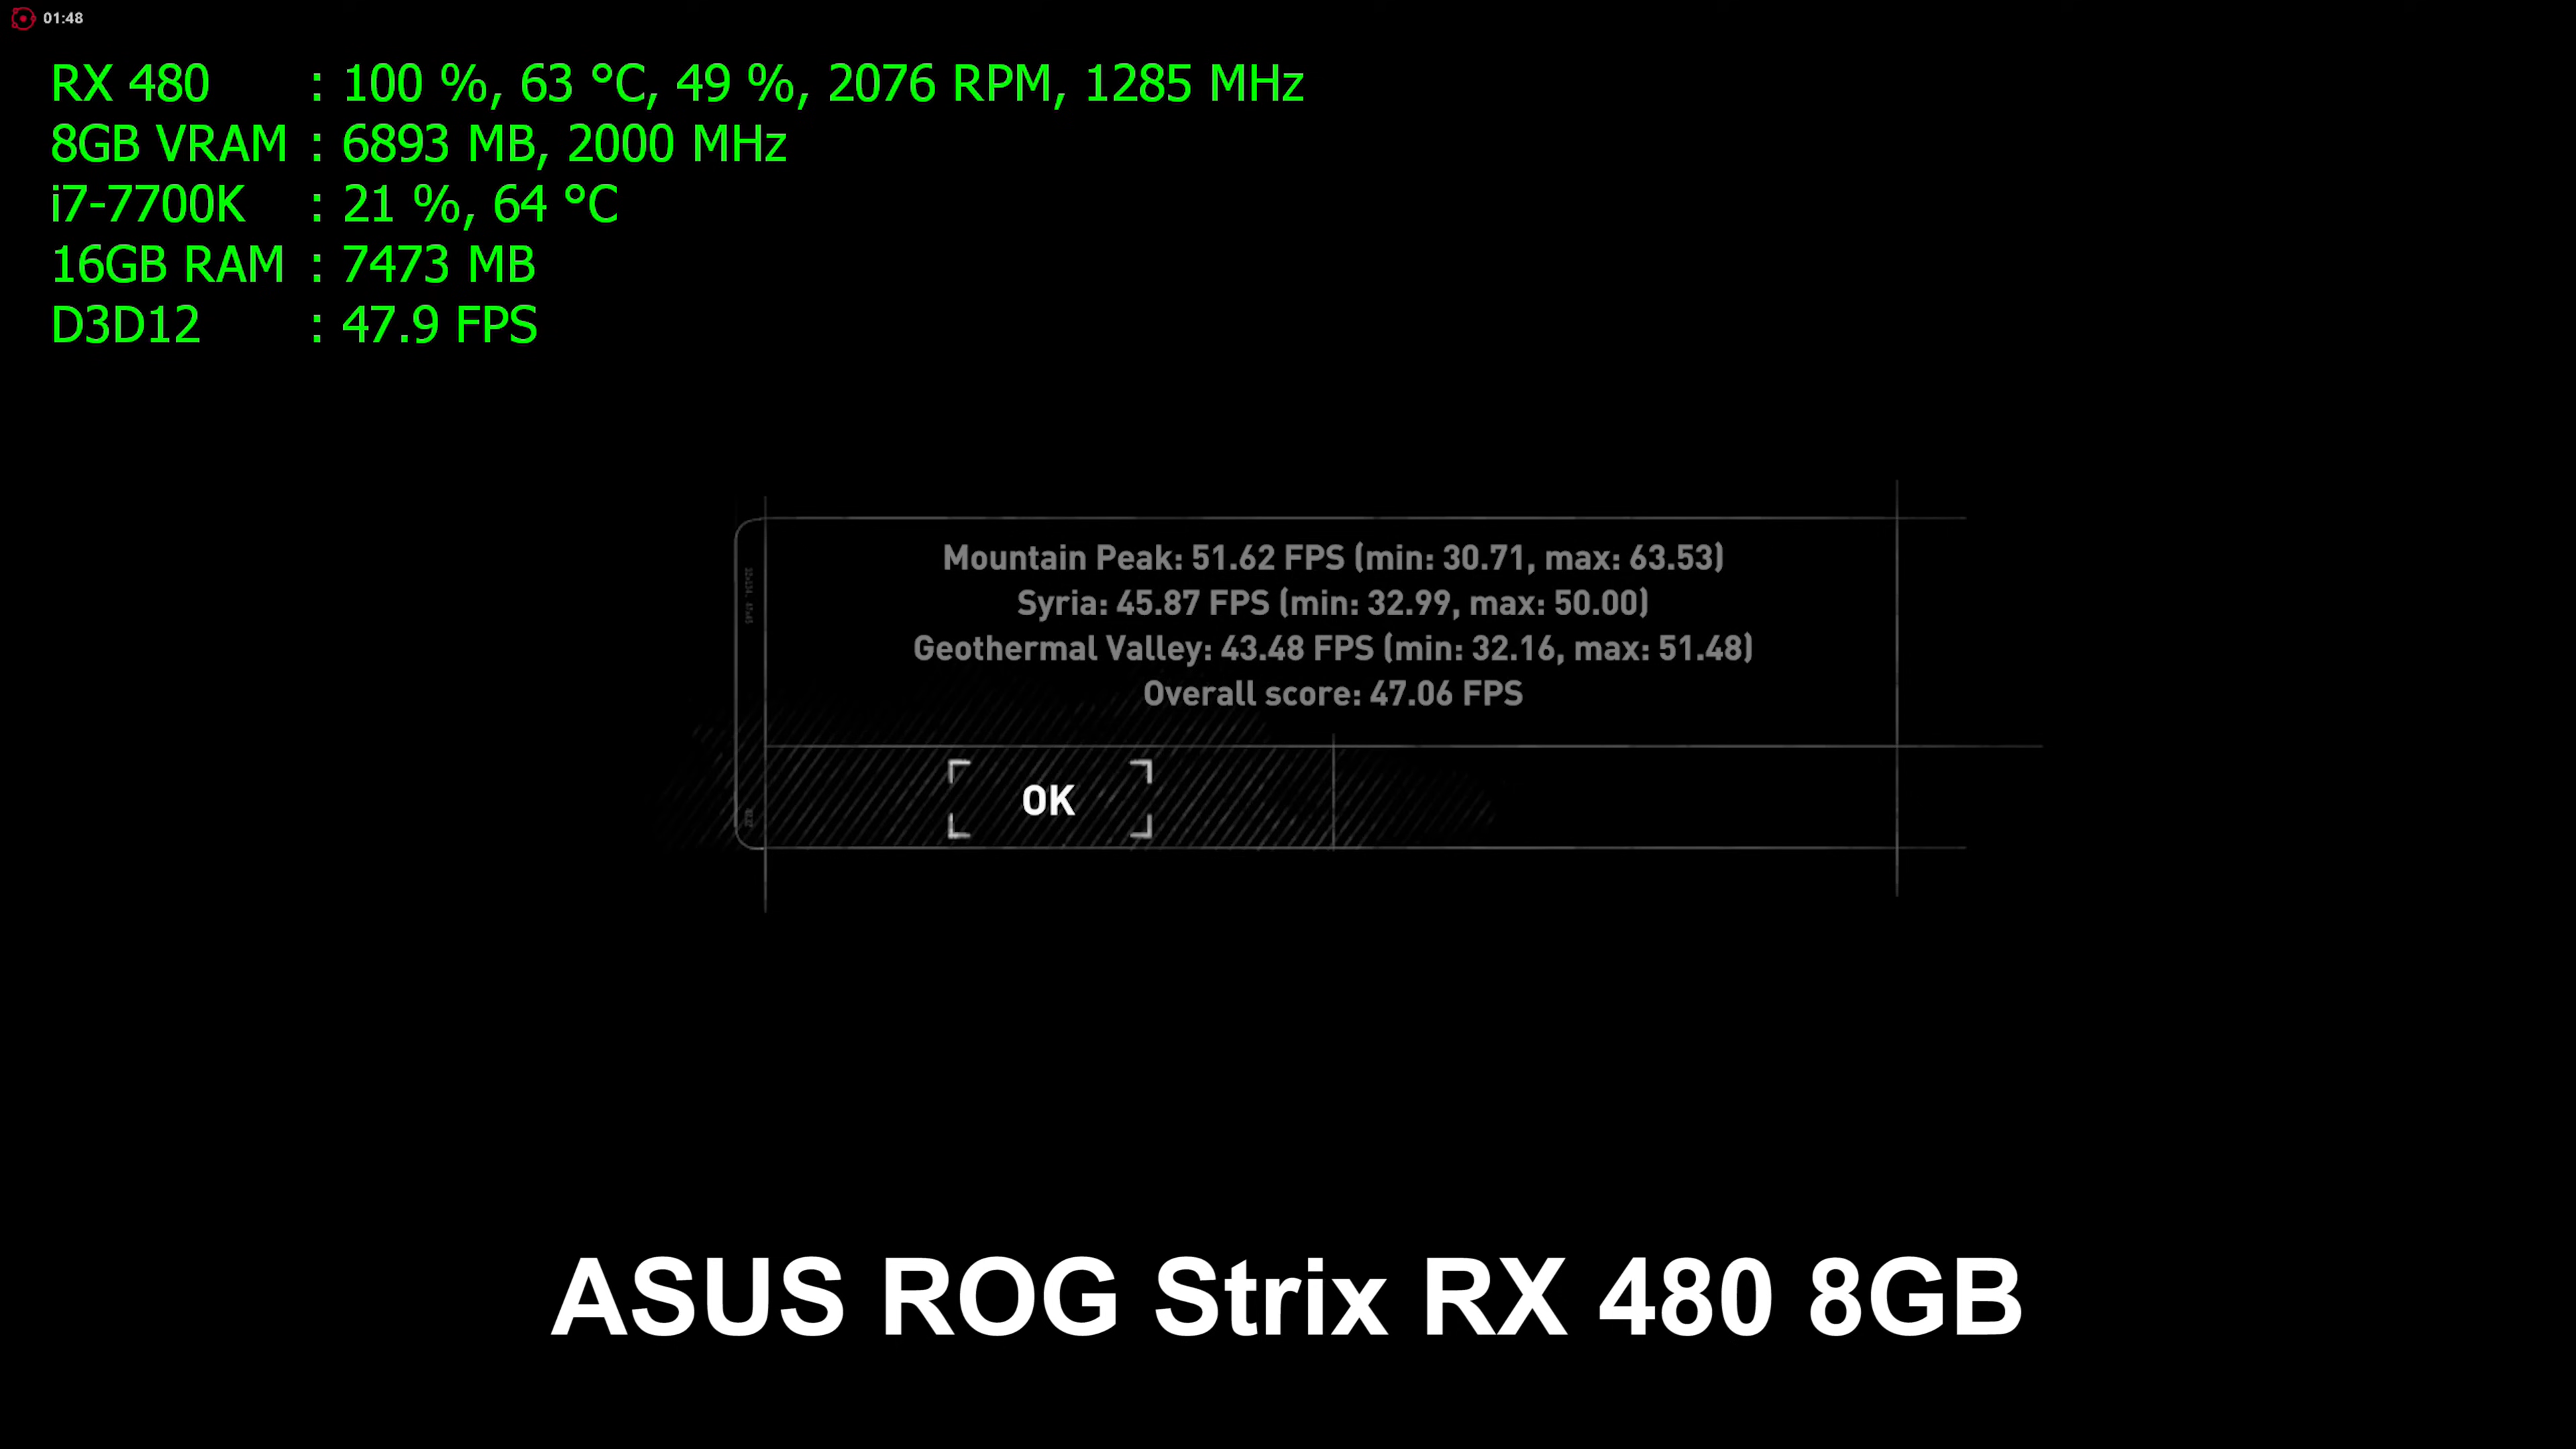 01:48
RX 480 : 100 %, 63 °C, 49 %, 2076 RPM, 1285 MHz
8GB VRAM : 6893 MB, 2000 MHz
i7-7700K : 21 %, 64 °C
16GB RAM : 7473 MB
D3D12 : 47.9 FPS
Mountain Peak: 51.62 FPS (min: 30.71, max: 63.53)
Syria: 45.87 FPS (min: 32.99, max: 50.00)
Geothermal Valley: 43.48 FPS (min: 32.16, max: 51.48)
Overall score: 47.06 FPS
OK
ASUS ROG Strix RX 480 8GB